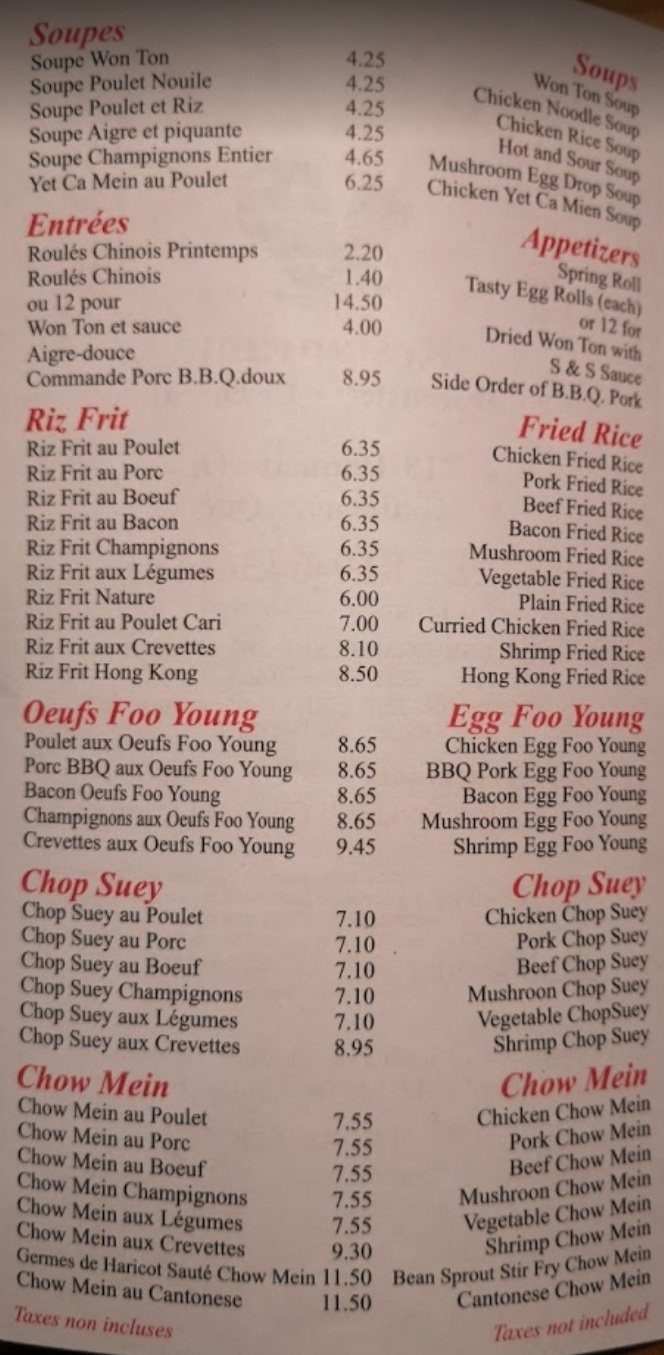 Soupes Soups
Soupe Won Ton 4.25 Won Ton Soup
Soupe Poulet Nouile 4.25 Chicken Noodle Soup
Soupe Poulet et Riz 4.25 Chicken Rice Soup
Soupe Aigre et piquante 4.25 Hot and Sour Soup
Soupe Champignons Entier 4.65 Mushroom Egg Drop Soup
Yet Ca Mein au Poulet 6.25 Chicken Yet Ca Mien Soup
Entrées Appetizers
Roulés Chinois Printemps 2.20 Spring Roll
Roulés Chinois 1.40 Tasty Egg Rolls (each)
ou 12 pour 14.50 or 12 for
Won Ton et sauce 4.00 Dried Won Ton with
Aigre-douce S & S Sauce
Commande Porc B.B.Q.doux 8.95 Side Order of B.B.Q. Pork
Riz Frit Fried Rice
Riz Frit au Poulet 6.35 Chicken Fried Rice
Riz Frit au Porc 6.35 Pork Fried Rice
Riz Frit au Boeuf 6.35 Beef Fried Rice
Riz Frit au Bacon 6.35 Bacon Fried Rice
Riz Frit Champignons 6.35 Mushroom Fried Rice
Riz Frit aux Légumes 6.35 Vegetable Fried Rice
Riz Frit Nature 6.00 Plain Fried Rice
Riz Frit au Poulet Cari 7.00 Curried Chicken Fried Rice
Riz Frit aux Crevettes 8.10 Shrimp Fried Rice
Riz Frit Hong Kong 8.50 Hong Kong Fried Rice
Oeufs Foo Young Egg Foo Young
Poulet aux Oeufs Foo Young 8.65 Chicken Egg Foo Young
Porc BBQ aux Oeufs Foo Young 8.65 BBQ Pork Egg Foo Young
Bacon Oeufs Foo Young 8.65 Bacon Egg Foo Young
Champignons aux Oeufs Foo Young 8.65 Mushroom Egg Foo Young
Crevettes aux Oeufs Foo Young 9.45 Shrimp Egg Foo Young
Chop Suey Chop Suey
Chop Suey au Poulet 7.10 Chicken Chop Suey
Chop Suey au Porc 7.10 Pork Chop Suey
Chop Suey au Boeuf 7.10 Beef Chop Suey
Chop Suey Champignons 7.10 Mushroon Chop Suey
Chop Suey aux Légumes 7.10 Vegetable ChopSuey
Chop Suey aux Crevettes 8.95 Shrimp Chop Suey
Chow Mein Chow Mein
Chow Mein au Poulet 7.55 Chicken Chow Mein
Chow Mein au Porc 7.55 Pork Chow Mein
Chow Mein au Boeuf 7.55 Beef Chow Mein
Chow Mein Champignons 7.55 Mushroon Chow Mein
Chow Mein aux Légumes 7.55 Vegetable Chow Mein
Chow Mein aux Crevettes 9.30 Shrimp Chow Mein
Germes de Haricot Sauté Chow Mein 11.50 Bean Sprout Stir Fry Chow Mein
Chow Mein au Cantonese 11.50 Cantonese Chow Mein
Taxes non incluses Taxes not included